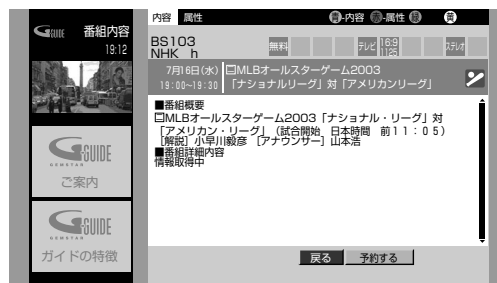 G GUIDE 番組内容
19:12
内容 属性 青-内容 赤-属性 緑 黄
BS103
NHK h
無料 テレビ 16:9 1125 ステレオ
7月16日(水) MLBオールスターゲーム2003
19:00~19:30 「ナショナルリーグ」対「アメリカンリーグ」
■番組概要
MLBオールスターゲーム2003「ナショナル・リーグ」対
「アメリカン・リーグ」(試合開始 日本時間 前11:05)
[解説]小早川毅彦 [アナウンサー]山本浩
■番組詳細内容
情報取得中
G-GUIDE
GEMSTAR
ご案内
G-GUIDE
GEMSTAR
ガイドの特徴
戻る 予約する